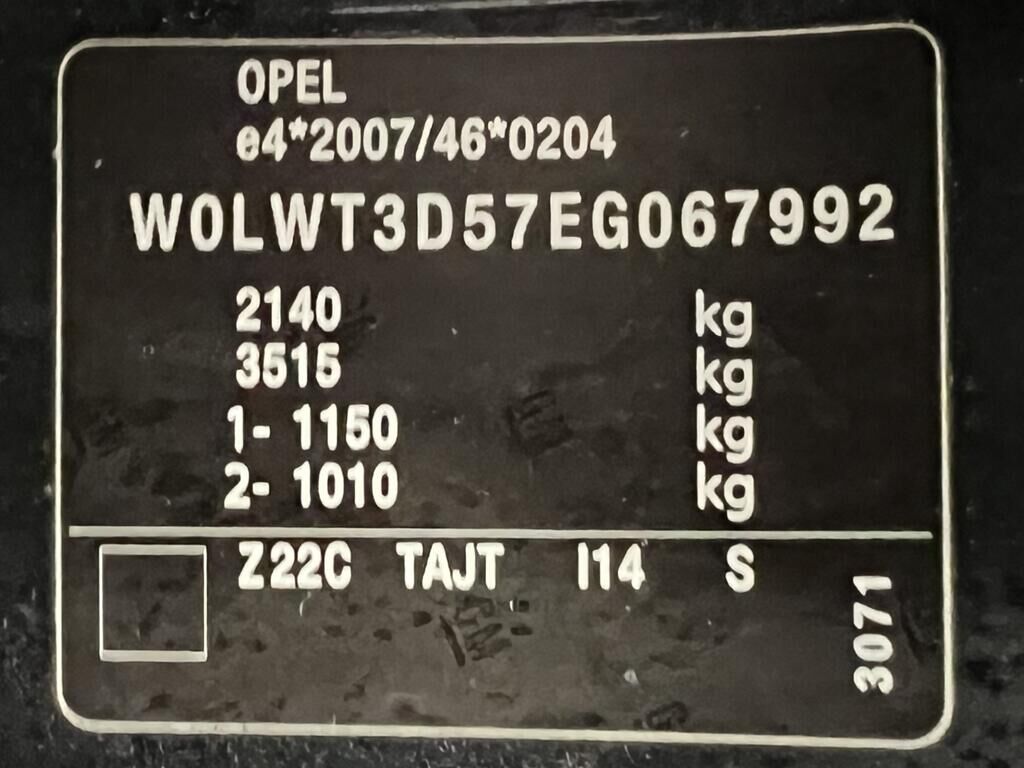 OPEL
e4*2007/46*0204
W0LWT3D57EG067992
2140 kg
3515 kg
1- 1150 kg
2- 1010 kg
Z22C TAJT I14 S
3071